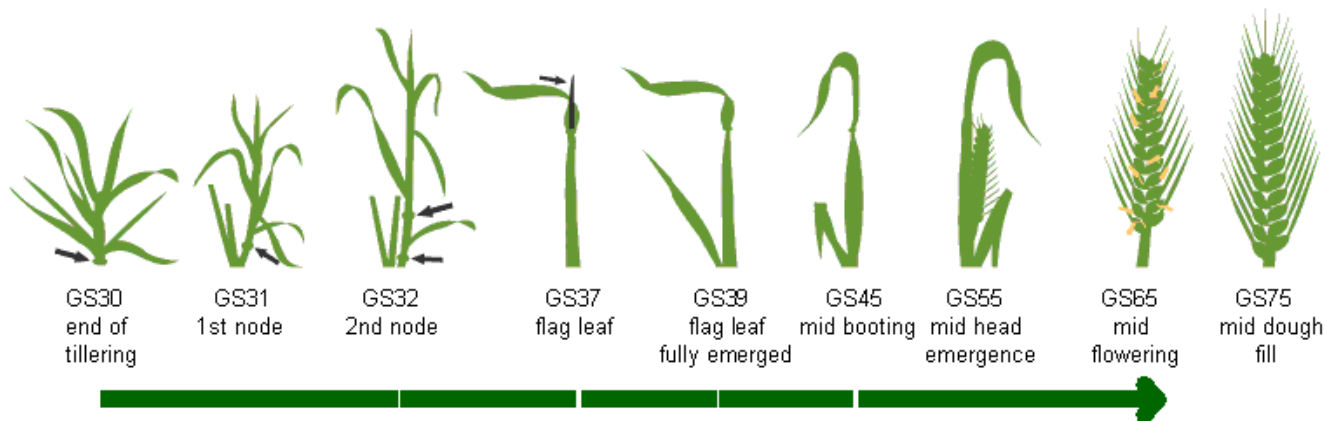 GS30
end of
tillering
GS31
1st node
GS32
2nd node
GS37
flag leaf
GS39
flag leaf
fully emerged
GS45
mid booting
GS55
mid head
emergence
GS65
mid
flowering
GS75
mid dough
fill